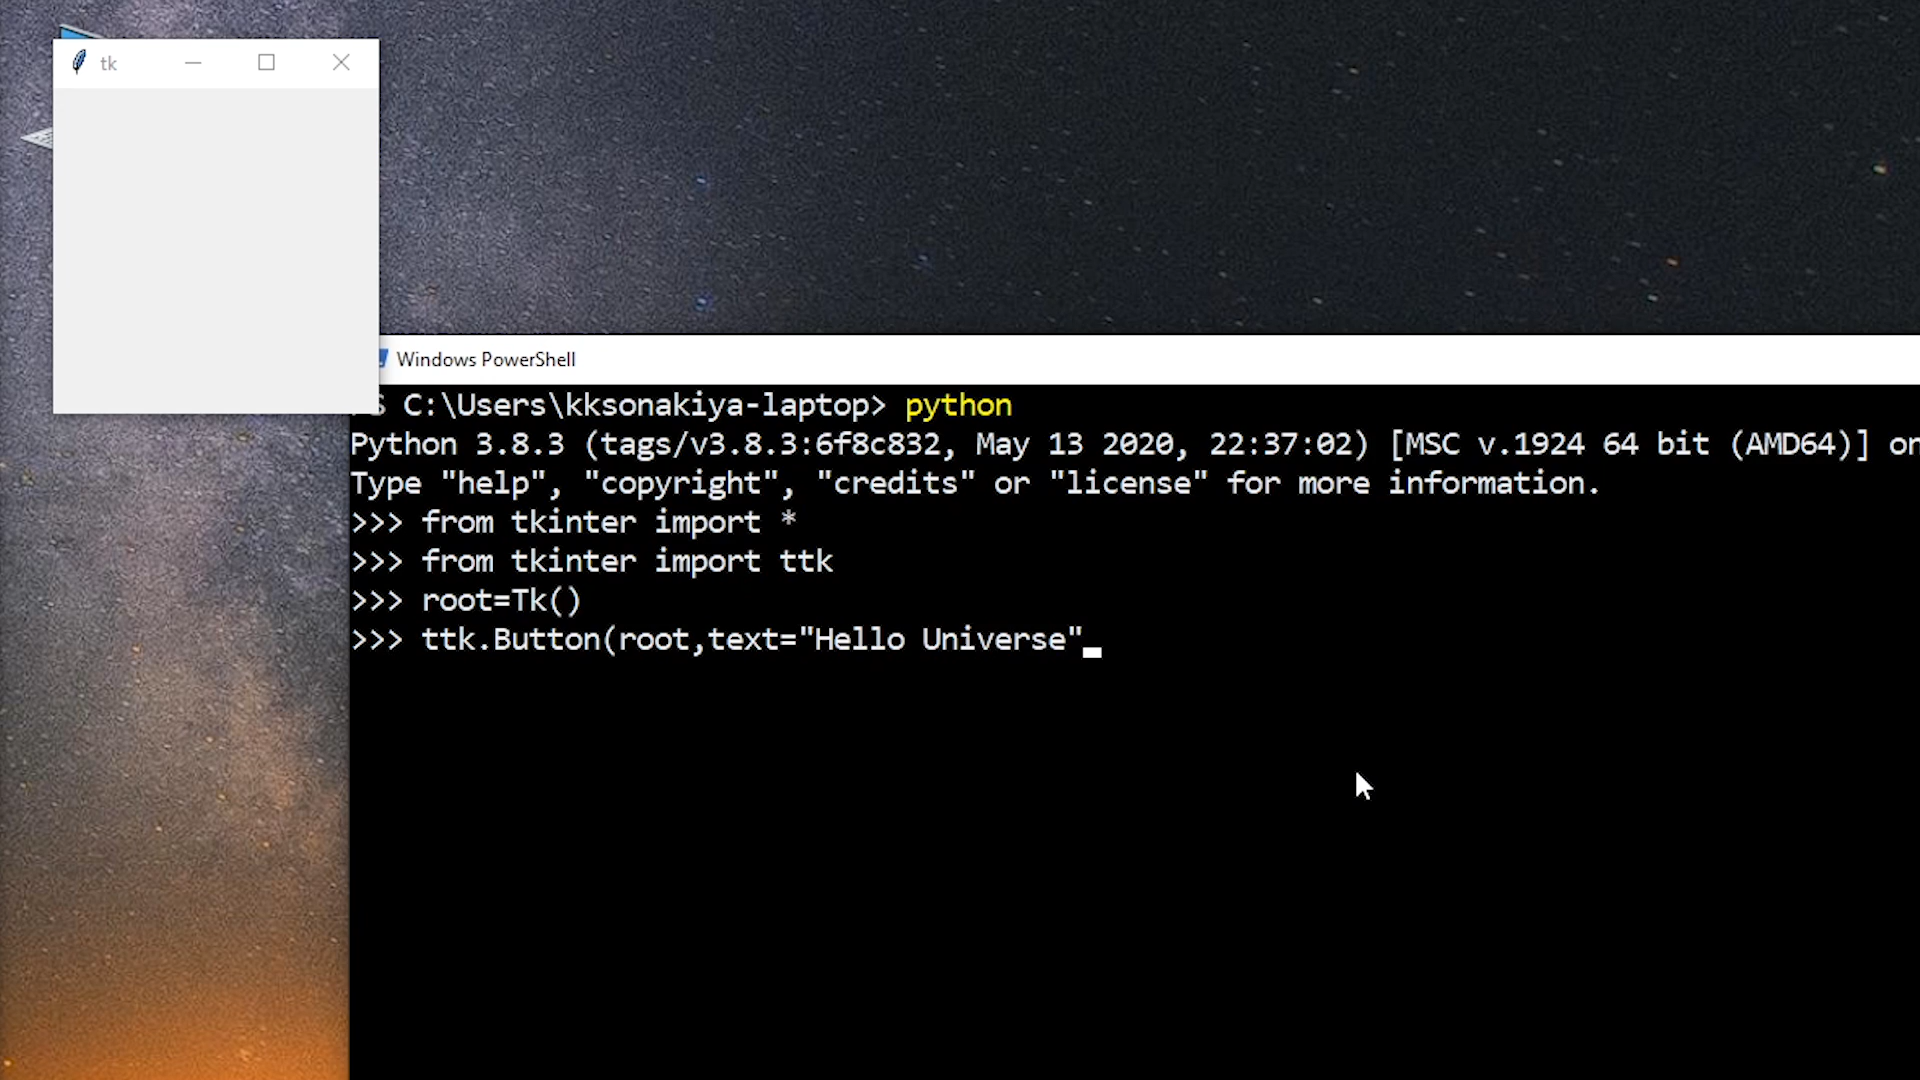 tk
Windows PowerShell
PS C:\Users\kksonakiya-laptop> python
Python 3.8.3 (tags/v3.8.3:6f8c832, May 13 2020, 22:37:02) [MSC v.1924 64 bit (AMD64)] on
Type "help", "copyright", "credits" or "license" for more information.
>>> from tkinter import *
>>> from tkinter import ttk
>>> root=Tk()
>>> ttk.Button(root,text="Hello Universe"